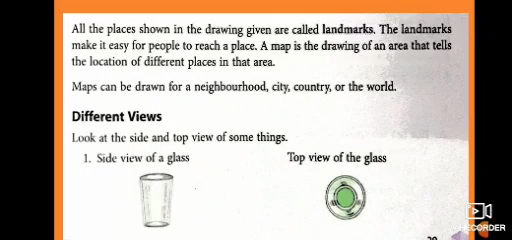 All the places shown in the drawing given are called landmarks. The landmarks
make it easy for people to reach a place. A map is the drawing of an area that tells
the location of different places in that area.
Maps can be drawn for a neighbourhood, city, country, or the world.
Different Views
Look at the side and top view of some things.
1. Side view of a glass
Top view of the glass